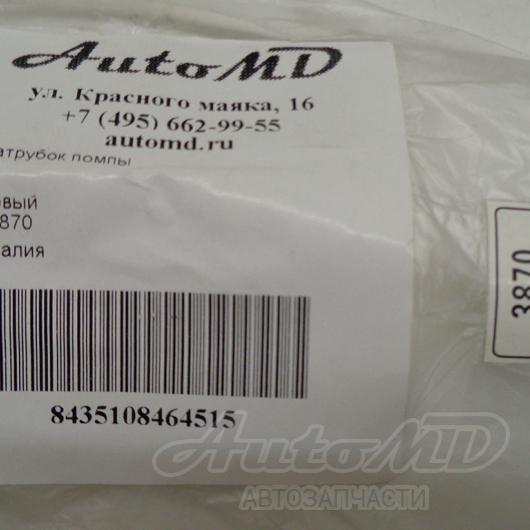 AutoMD
ул. Красного маяка, 16
+7 (495) 662-99-55
automd.ru
атрубок помпы
овый
870
алия
8435108464515
3870
AutoMD
АВТОЗАПЧАСТИ